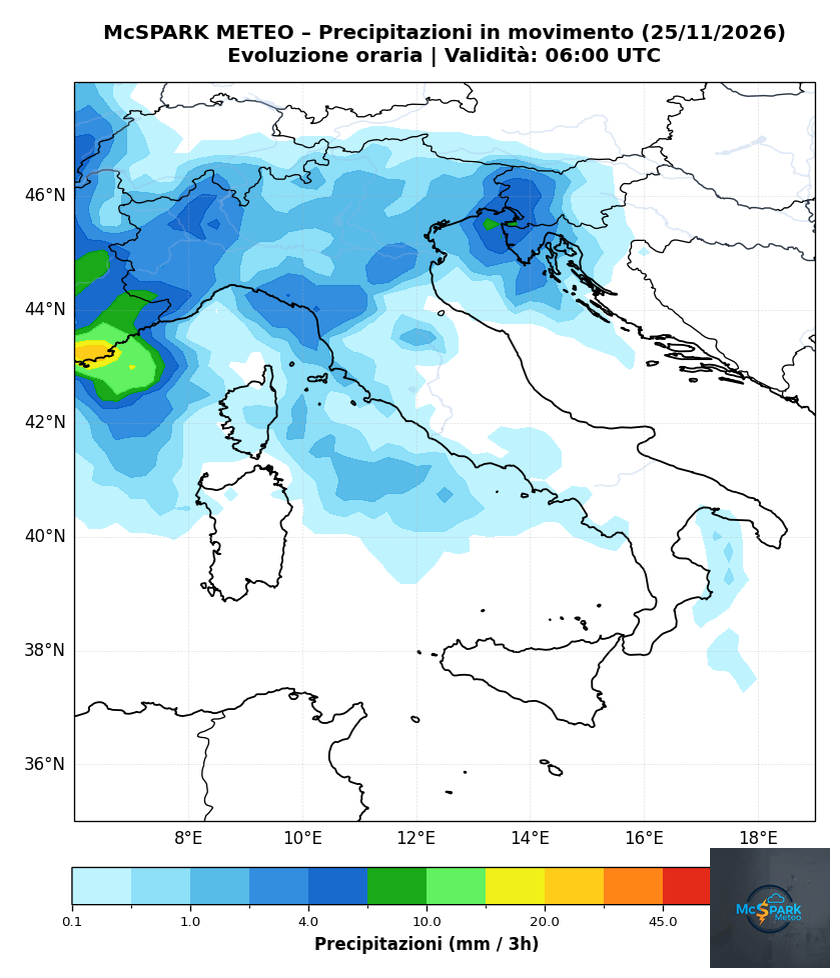 McSPARK METEO – Precipitazioni in movimento (25/11/2026)
Evoluzione oraria | Validità: 06:00 UTC
46°N
44°N
42°N
40°N
38°N
36°N
8°E 10°E 12°E 14°E 16°E 18°E
0.1 1.0 4.0 10.0 20.0 45.0
Precipitazioni (mm / 3h)
McSPARK
Meteo